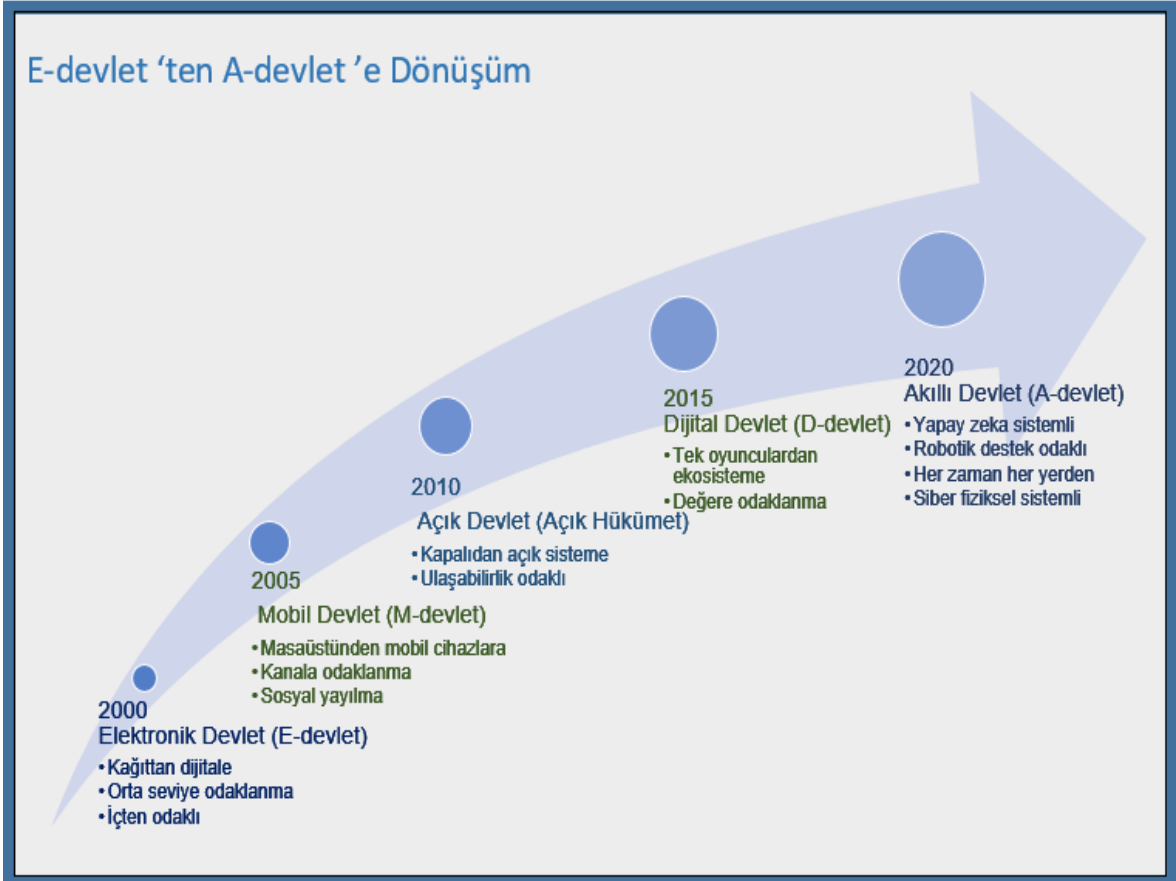 E-devlet ‘ten A-devlet ’e Dönüşüm
2000
Elektronik Devlet (E-devlet)
•Kağıttan dijitale
•Orta seviye odaklanma
•İçten odaklı
2005
Mobil Devlet (M-devlet)
•Masaüstünden mobil cihazlara
•Kanala odaklanma
•Sosyal yayılma
2010
Açık Devlet (Açık Hükümet)
•Kapalıdan açık sisteme
•Ulaşabilirlik odaklı
2015
Dijital Devlet (D-devlet)
•Tek oyunculardan
ekosisteme
•Değere odaklanma
2020
Akıllı Devlet (A-devlet)
•Yapay zeka sistemli
•Robotik destek odaklı
•Her zaman her yerden
•Siber fiziksel sistemli